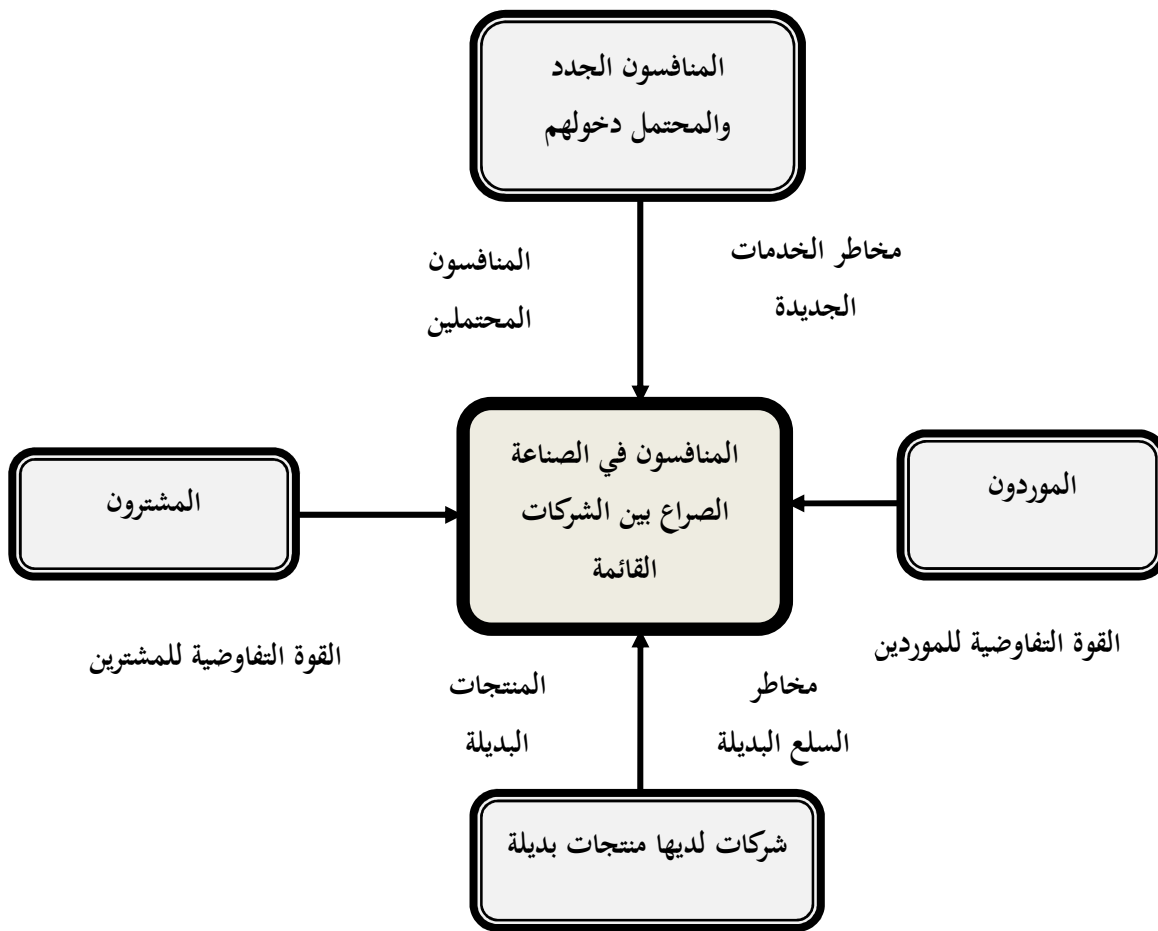 المنافسون الجدد
والمحتمل دخولهم
مخاطر الخدمات
الجديدة
المنافسون
المحتملين
الموردون
المنافسون في الصناعة
الصراع بين الشركات
القائمة
المشترون
القوة التفاوضية للموردين
القوة التفاوضية للمشترين
مخاطر
السلع البديلة
المنتجات
البديلة
شركات لديها منتجات بديلة